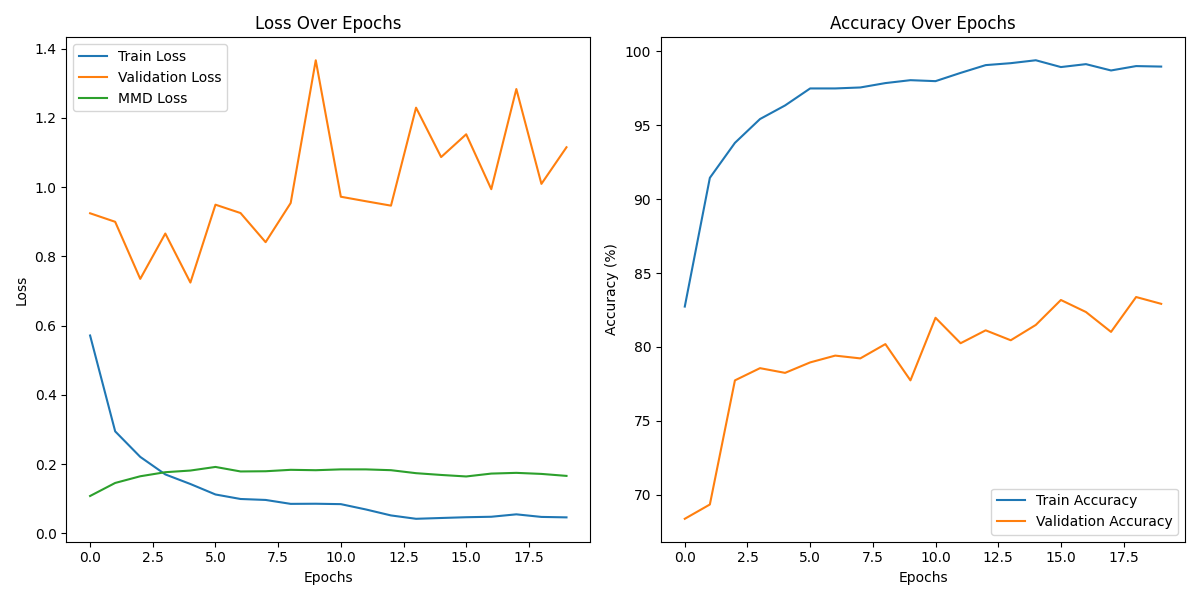 Loss Over Epochs
Train Loss
Validation Loss
MMD Loss
1.4
1.2
1.0
0.8
0.6
0.4
0.2
0.0
Loss
0.0 2.5 5.0 7.5 10.0 12.5 15.0 17.5
Epochs
Accuracy Over Epochs
100
95
90
85
80
75
70
Accuracy (%)
Train Accuracy
Validation Accuracy
0.0 2.5 5.0 7.5 10.0 12.5 15.0 17.5
Epochs